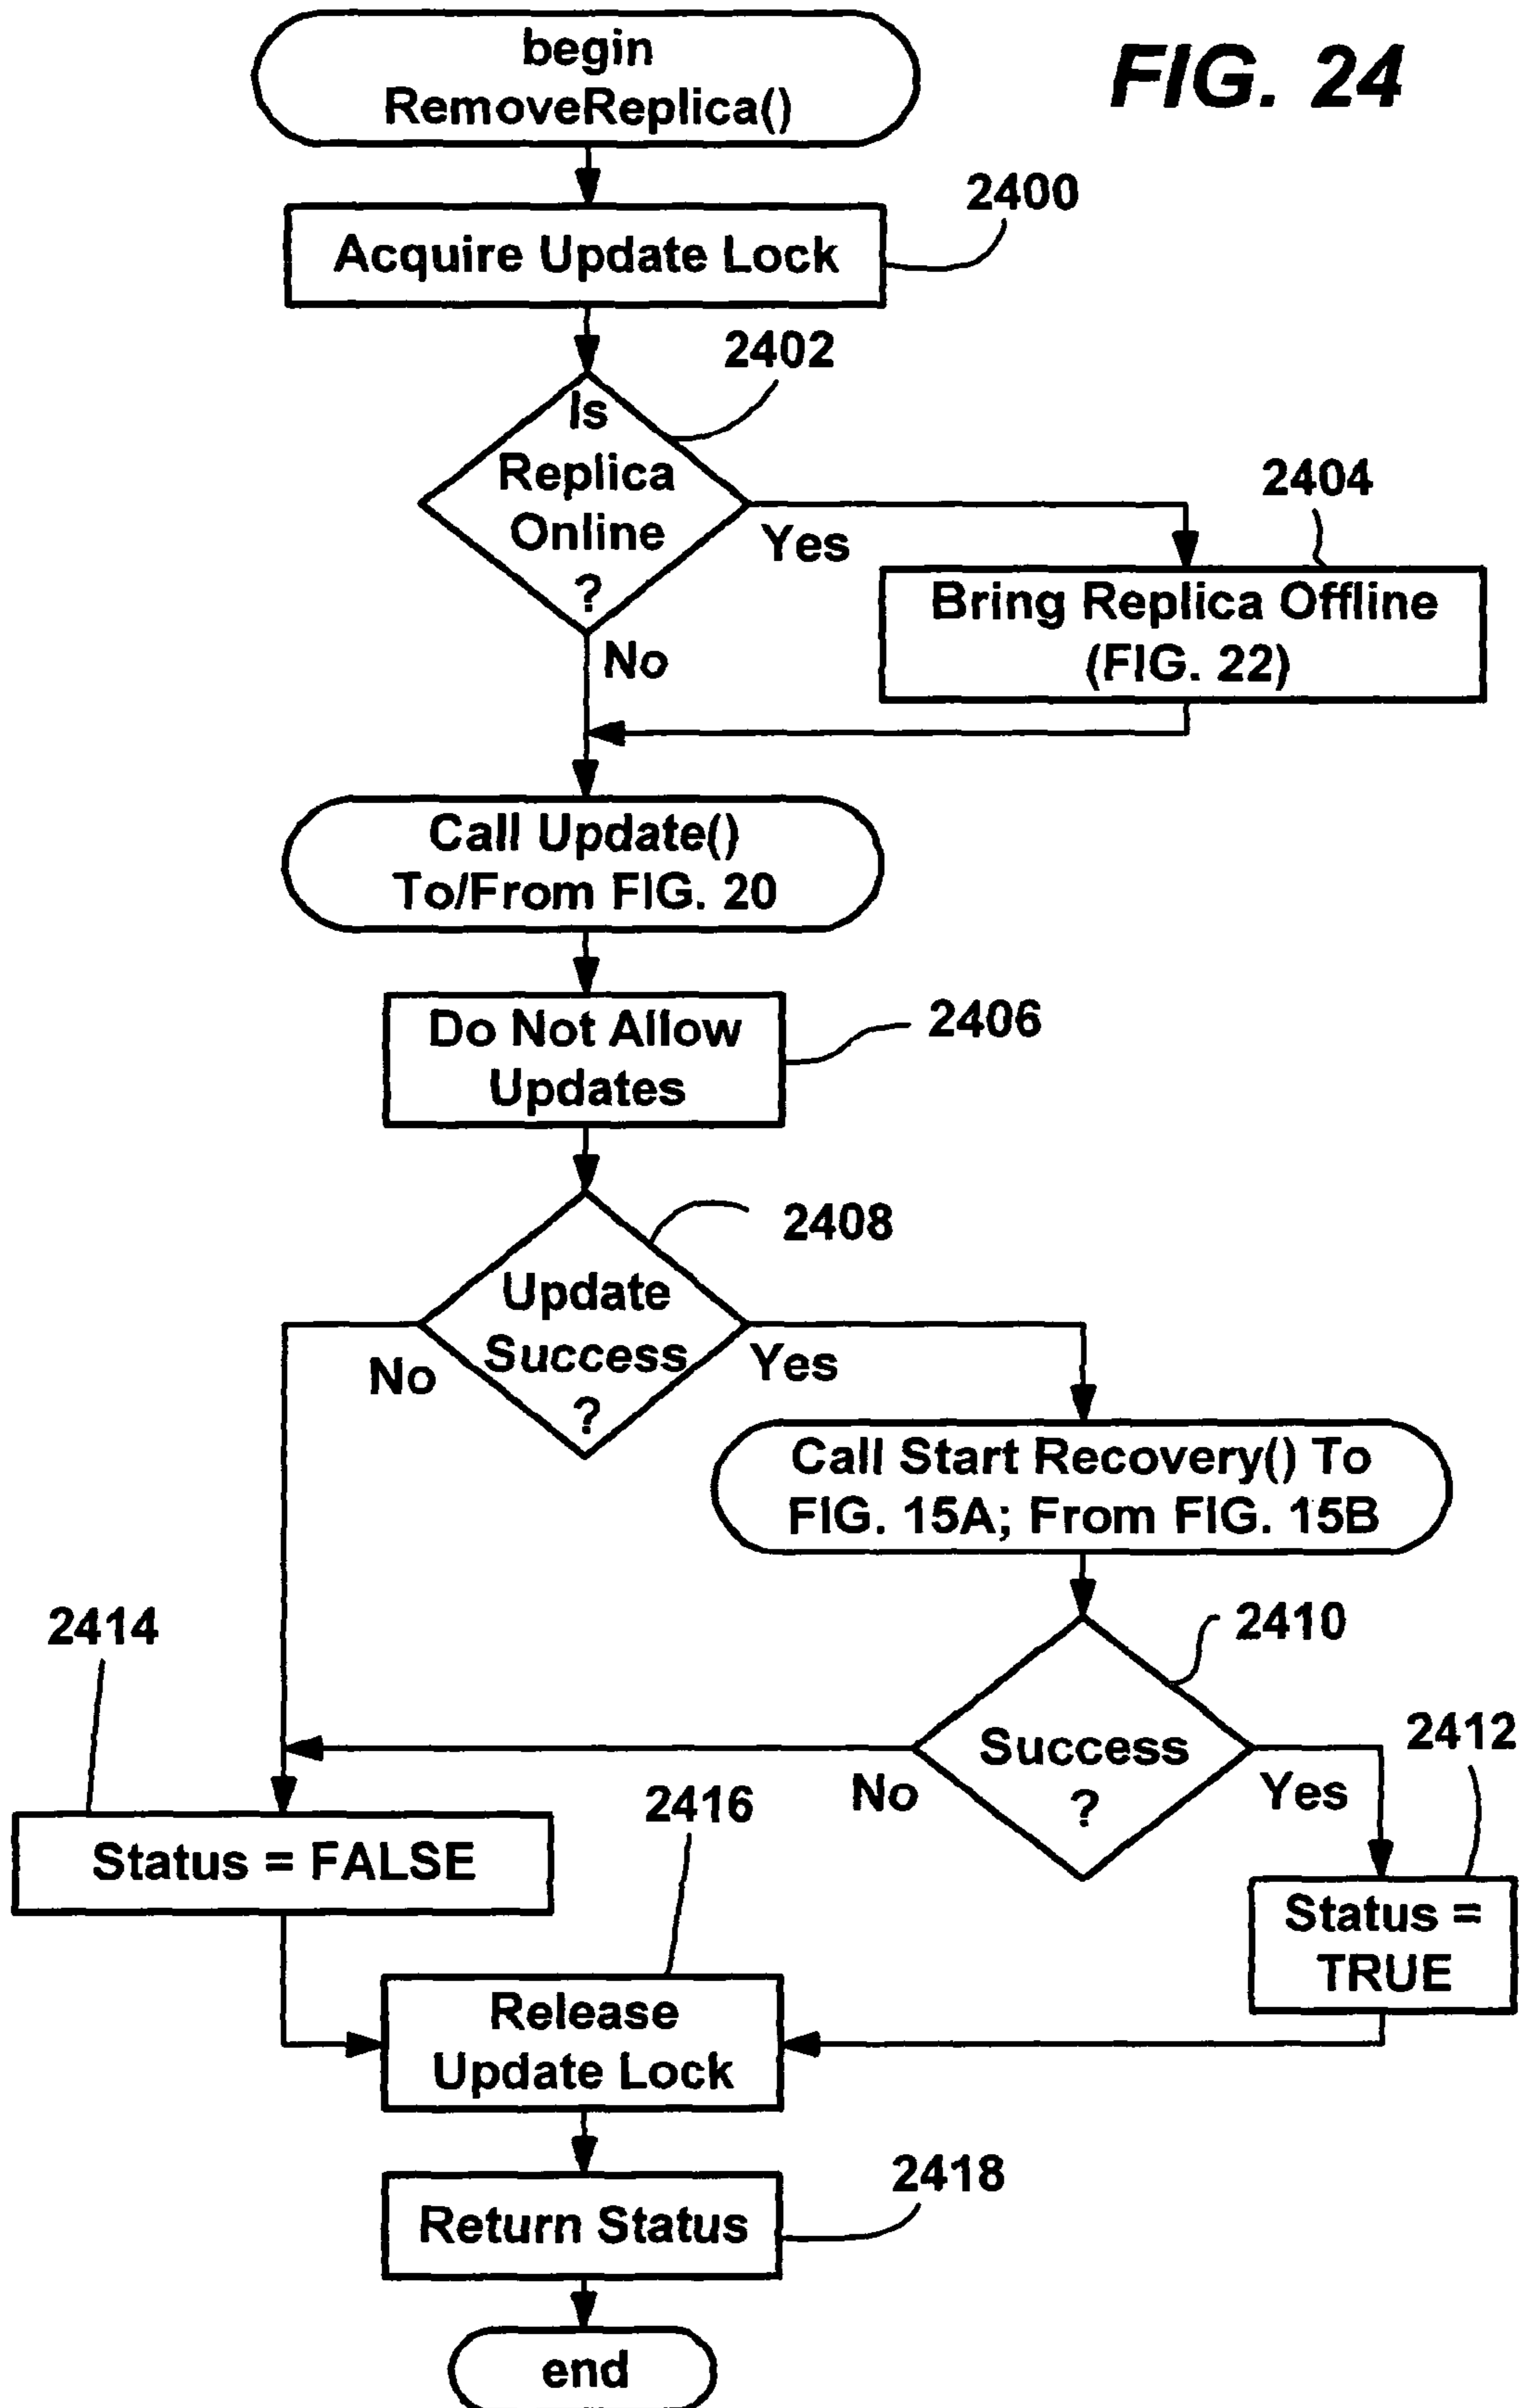 begin
RemoveReplica()
FIG. 24
2400
Acquire Update Lock
2402
Is
Replica
Online
?
Yes
No
2404
Bring Replica Offline
(FIG. 22)
Call Update()
To/From FIG. 20
Do Not Allow
Updates
2406
2408
Update
Success
?
No
Yes
Call Start Recovery() To
FIG. 15A; From FIG. 15B
2410
Success
?
No
Yes
2412
Status =
TRUE
2414
Status = FALSE
2416
Release
Update Lock
2418
Return Status
end